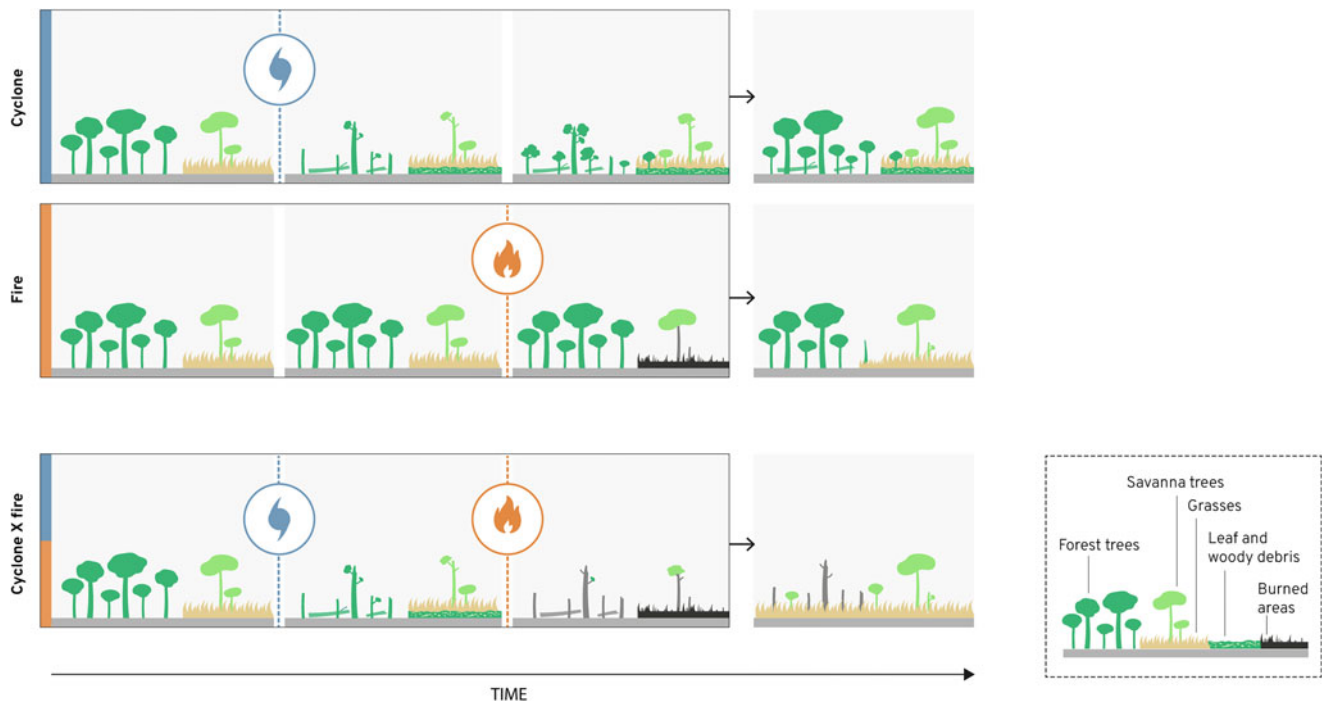 Cyclone
Fire
Cyclone X fire
TIME
Savanna trees
Grasses
Forest trees
Leaf and
woody debris
Burned
areas